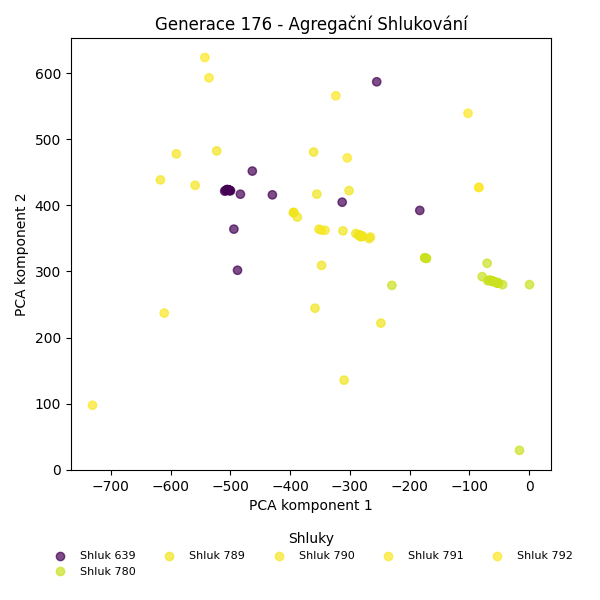 Generace 176 - Agregační Shlukování
PCA komponent 2
600
500
400
300
200
100
0
−700 −600 −500 −400 −300 −200 −100 0
PCA komponent 1
Shluky
Shluk 639 Shluk 789 Shluk 790 Shluk 791 Shluk 792
Shluk 780